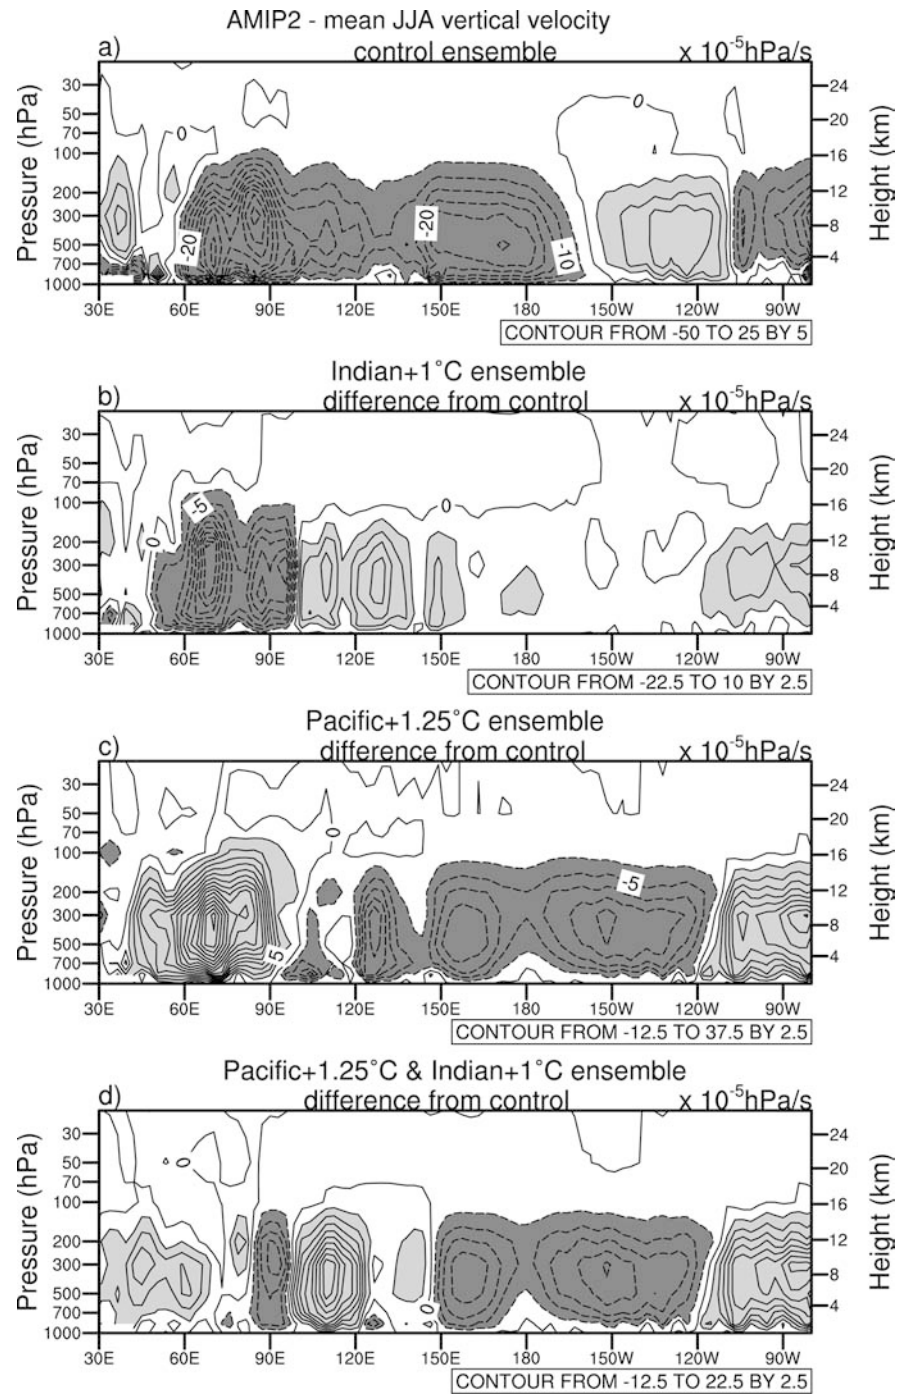 AMIP2 - mean JJA vertical velocity
a) control ensemble x 10-5hPa/s
Pressure (hPa)
Height (km)
30 24
50 20
70
100 16
200 12
300 8
500
700 4
1000
0 0
-20 -20 -10
30E 60E 90E 120E 150E 180 150W 120W 90W
CONTOUR FROM -50 TO 25 BY 5
Indian+1°C ensemble
b) difference from control x 10-5hPa/s
Pressure (hPa)
Height (km)
30 24
50 20
70
100 16
200 12
300 8
500
700 4
1000
-5 0 0
30E 60E 90E 120E 150E 180 150W 120W 90W
CONTOUR FROM -22.5 TO 10 BY 2.5
Pacific+1.25°C ensemble
c) difference from control x 10-5hPa/s
Pressure (hPa)
Height (km)
30 24
50 20
70
100 16
200 12
300 8
500
700 4
1000
0 -5 5
30E 60E 90E 120E 150E 180 150W 120W 90W
CONTOUR FROM -12.5 TO 37.5 BY 2.5
Pacific+1.25°C & Indian+1°C ensemble
d) difference from control x 10-5hPa/s
Pressure (hPa)
Height (km)
30 24
50 20
70
100 16
200 12
300 8
500
700 4
1000
0 0
30E 60E 90E 120E 150E 180 150W 120W 90W
CONTOUR FROM -12.5 TO 22.5 BY 2.5